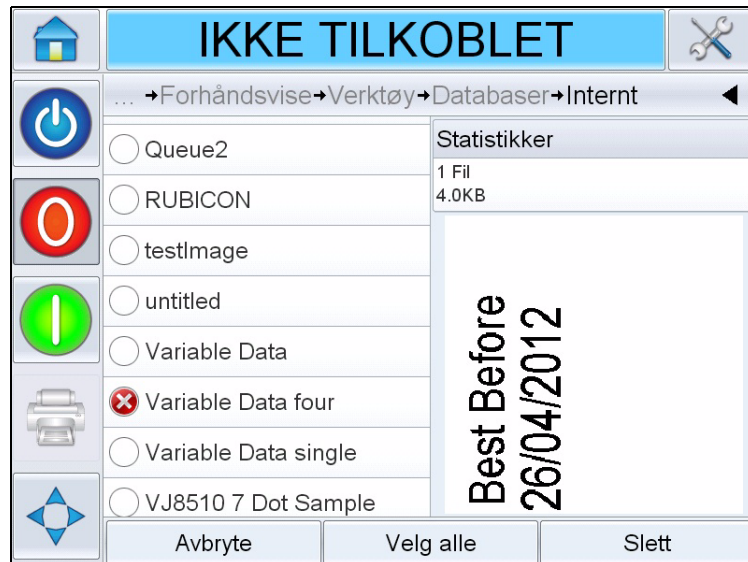 IKKE TILKOBLET
... →Forhåndsvise→Verktøy→Databaser→Internt
Queue2
RUBICON
testImage
untitled
Variable Data
Variable Data four
Variable Data single
VJ8510 7 Dot Sample
Statistikker
1 Fil
4.0KB
Best Before
26/04/2012
Avbryte
Velg alle
Slett